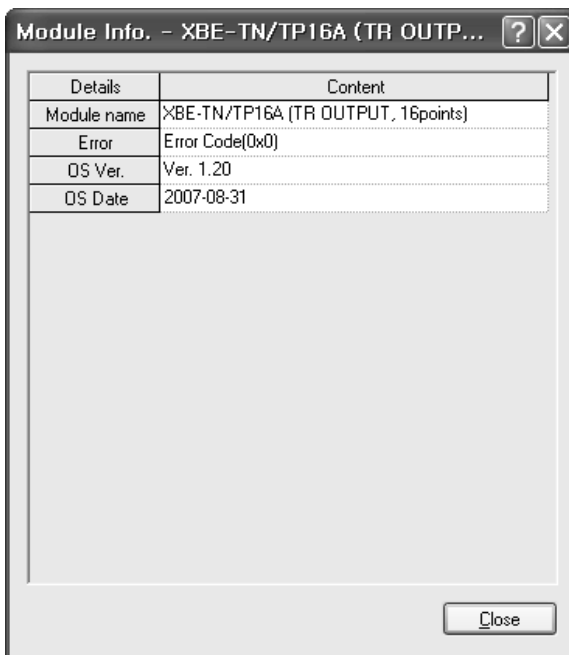 Module Info. - XBE-TN/TP16A (TR OUTP...
Details Content
Module name XBE-TN/TP16A (TR OUTPUT, 16points)
Error Error Code(0x0)
OS Ver. Ver. 1.20
OS Date 2007-08-31
Close